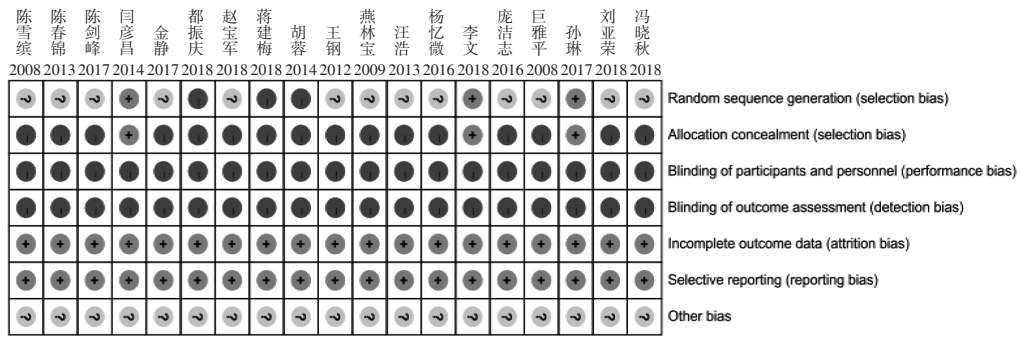 陈雪缤 2008
陈春锦 2013
陈剑峰 2017
闫彦昌 2014
金静 2017
都振庆 2018
赵宝军 2018
蒋建梅 2018
胡蓉 2014
王钢 2012
燕林宝 2009
汪浩 2013
杨忆微 2016
李文 2018
庞洁志 2016
巨雅平 2008
孙琳 2017
刘亚荣 2018
冯晓秋 2018
? ? ? + ? - ? - - ? ? ? ? + ? ? + ? ? Random sequence generation (selection bias)
- - - + - - - - - - - - - + - - + - - Allocation concealment (selection bias)
- - - - - - - - - - - - - - - - - - - Blinding of participants and personnel (performance bias)
- - - - - - - - - - - - - - - - - - - Blinding of outcome assessment (detection bias)
+ + + + + + + + + + + + + + + + + + + Incomplete outcome data (attrition bias)
+ + + + + + + + + + + + + + + + + + + Selective reporting (reporting bias)
? ? ? ? ? ? ? ? ? ? ? ? ? ? ? ? ? ? ? Other bias